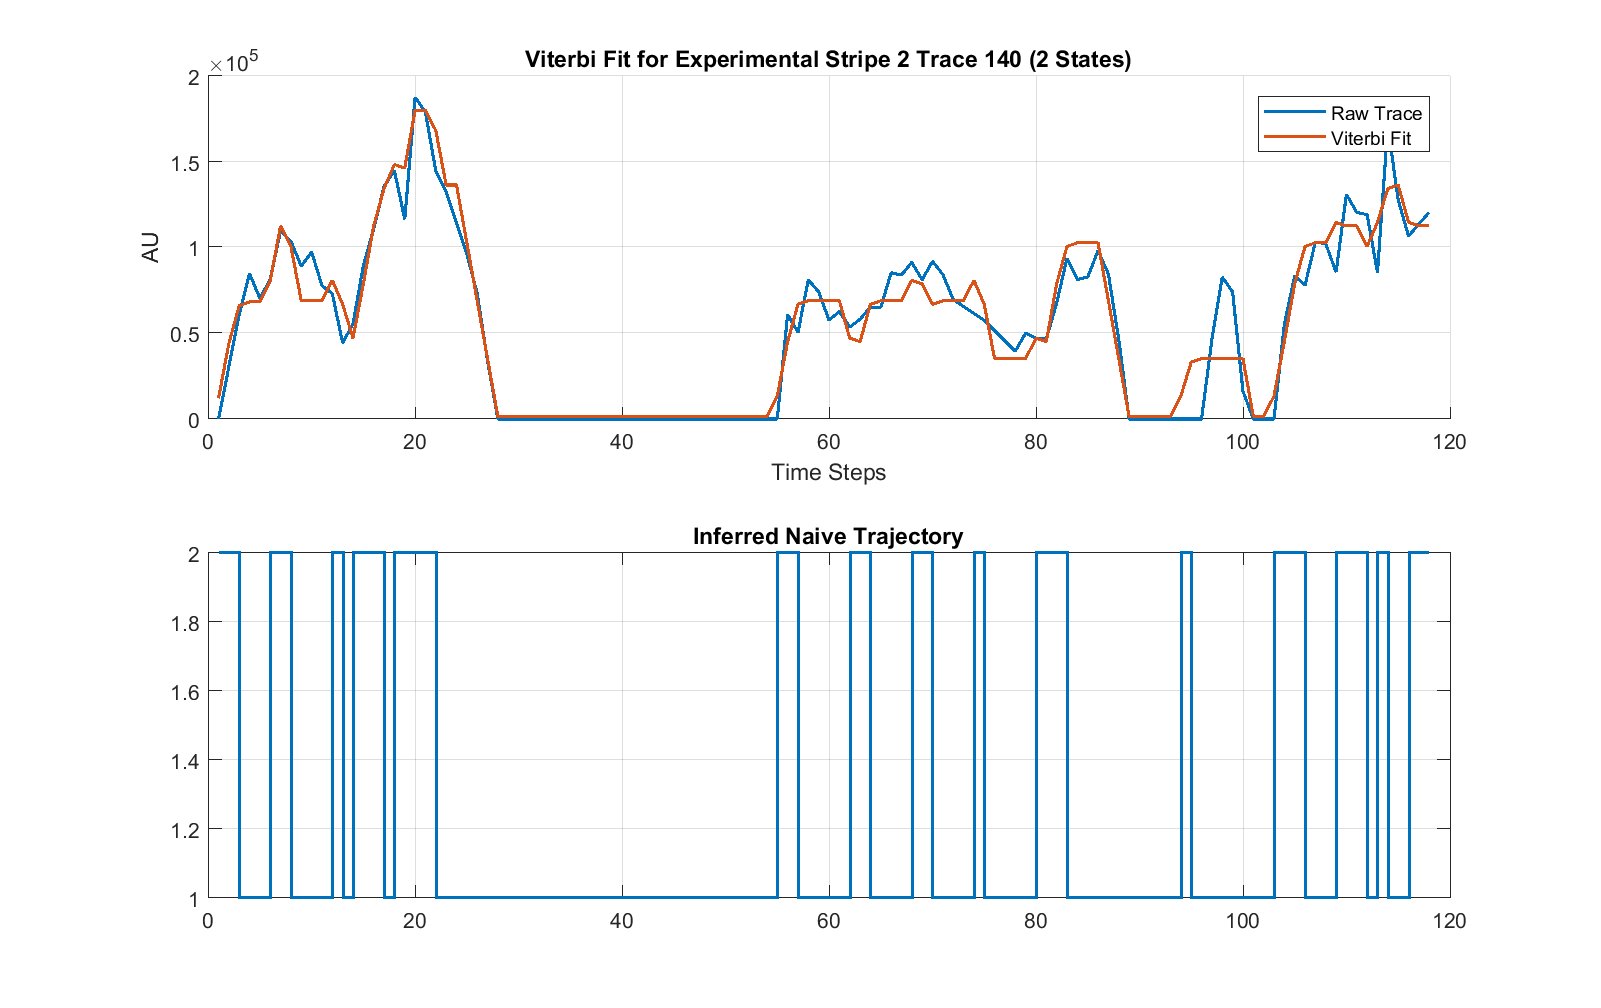 Viterbi Fit for Experimental Stripe 2 Trace 140 (2 States)
×10^5
2
1.5
1
0.5
0
AU
Raw Trace
Viterbi Fit
0 20 40 60 80 100 120
Time Steps
Inferred Naive Trajectory
2
1.8
1.6
1.4
1.2
1
0 20 40 60 80 100 120